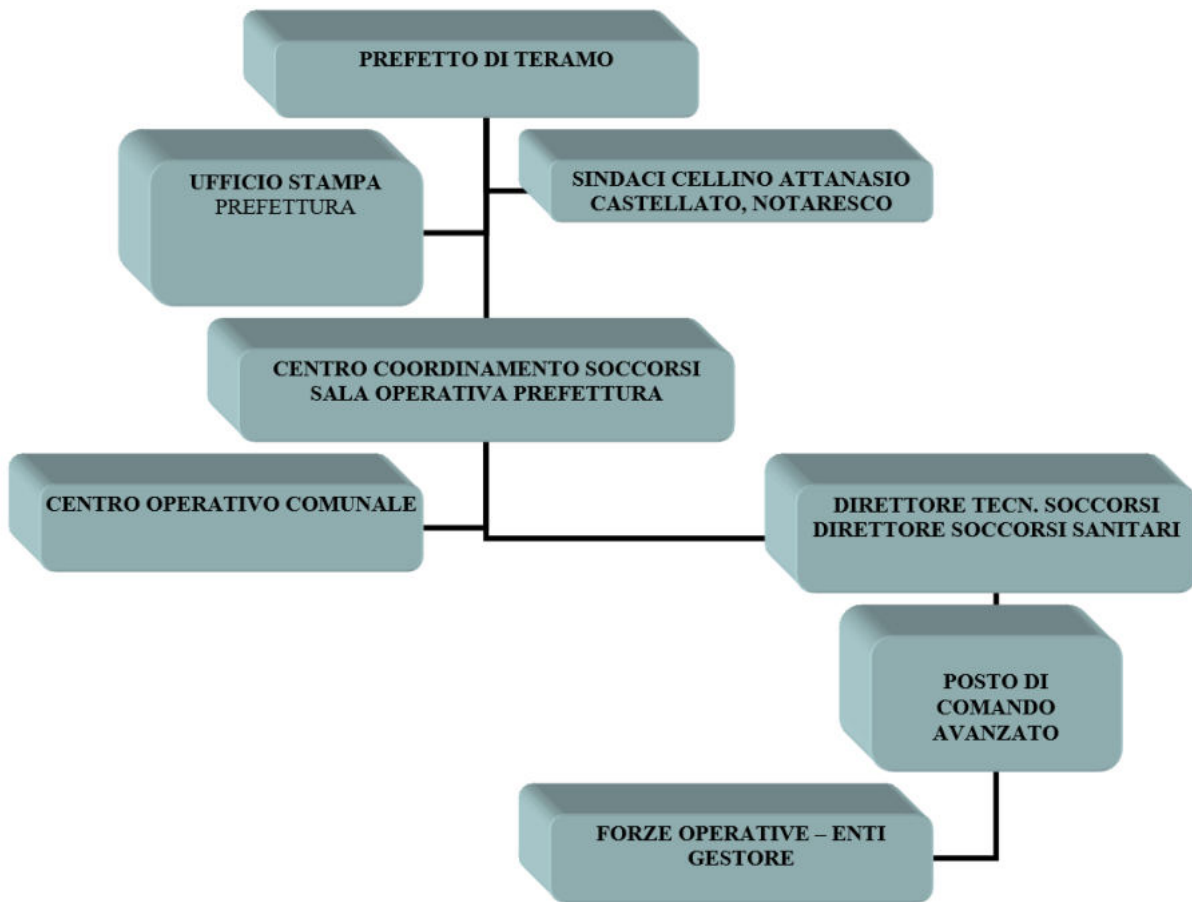 PREFETTO DI TERAMO
UFFICIO STAMPA
PREFETTURA
SINDACI CELLINO ATTANASIO
CASTELLATO, NOTARESCO
CENTRO COORDINAMENTO SOCCORSI
SALA OPERATIVA PREFETTURA
CENTRO OPERATIVO COMUNALE
DIRETTORE TECN. SOCCORSI
DIRETTORE SOCCORSI SANITARI
POSTO DI
COMANDO
AVANZATO
FORZE OPERATIVE – ENTI
GESTORE